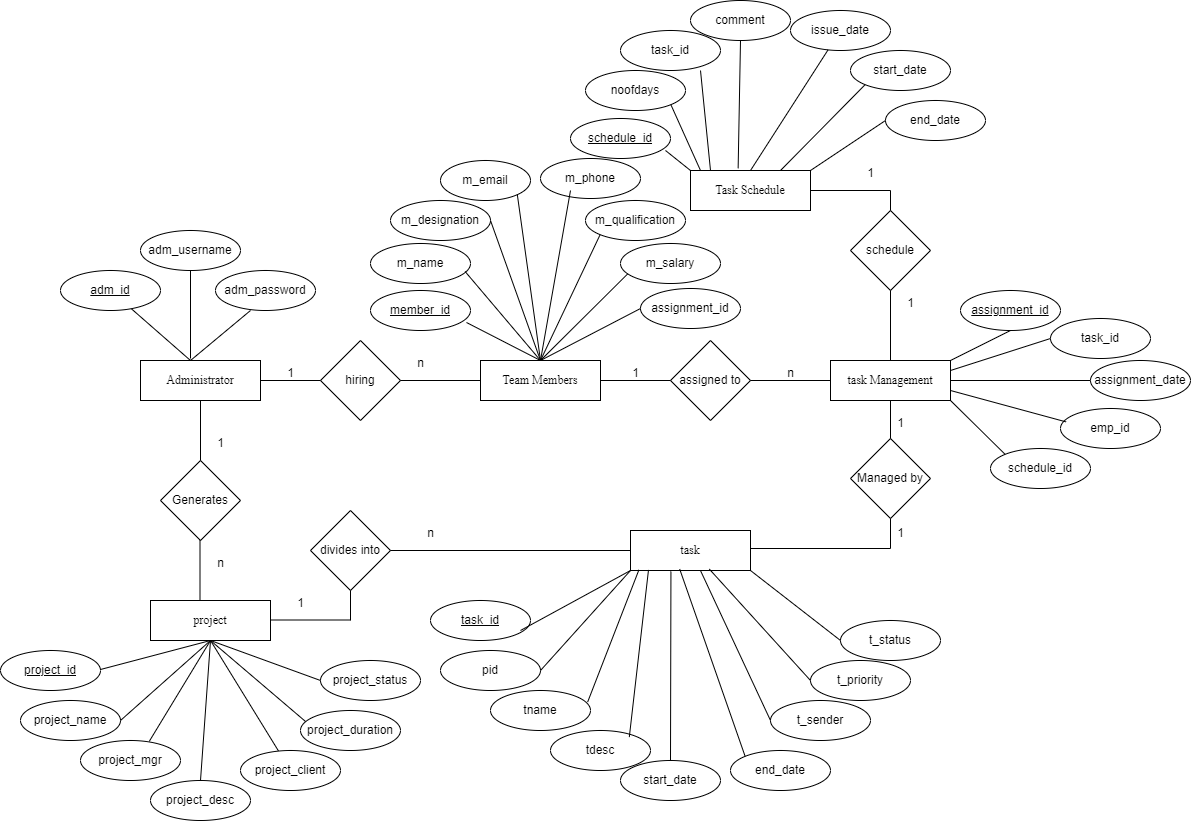 comment
issue_date
task_id
start_date
noofdays
end_date
schedule_id
Task Schedule
1
schedule
1
m_email
m_phone
m_designation
m_qualification
m_name
m_salary
member_id
assignment_id
adm_username
adm_id
adm_password
Administrator
1
hiring
n
Team Members
1
assigned to
n
task Management
assignment_id
task_id
assignment_date
emp_id
schedule_id
1
Managed by
1
1
Generates
n
divides into
n
1
task
project
project_id
project_status
project_name
project_duration
project_mgr
project_client
project_desc
task_id
pid
tname
tdesc
start_date
end_date
t_sender
t_priority
t_status